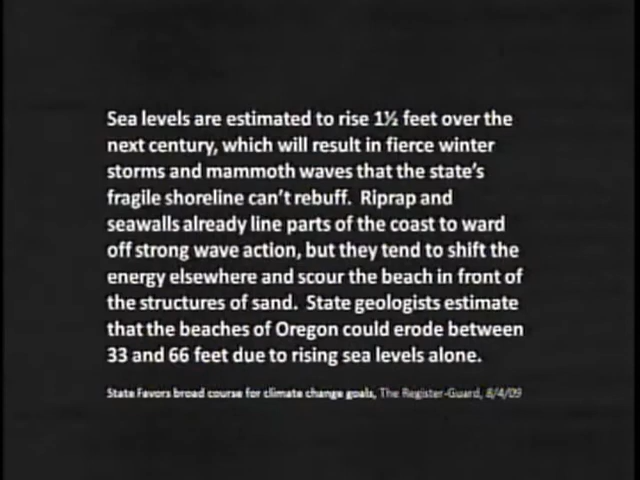 Sea levels are estimated to rise 1½ feet over the
next century, which will result in fierce winter
storms and mammoth waves that the state's
fragile shoreline can't rebuff.  Riprap and
seawalls already line parts of the coast to ward
off strong wave action, but they tend to shift the
energy elsewhere and scour the beach in front of
the structures of sand.  State geologists estimate
that the beaches of Oregon could erode between
33 and 66 feet due to rising sea levels alone.
State Favors broad course for climate change goals, The Register-Guard, 8/4/09